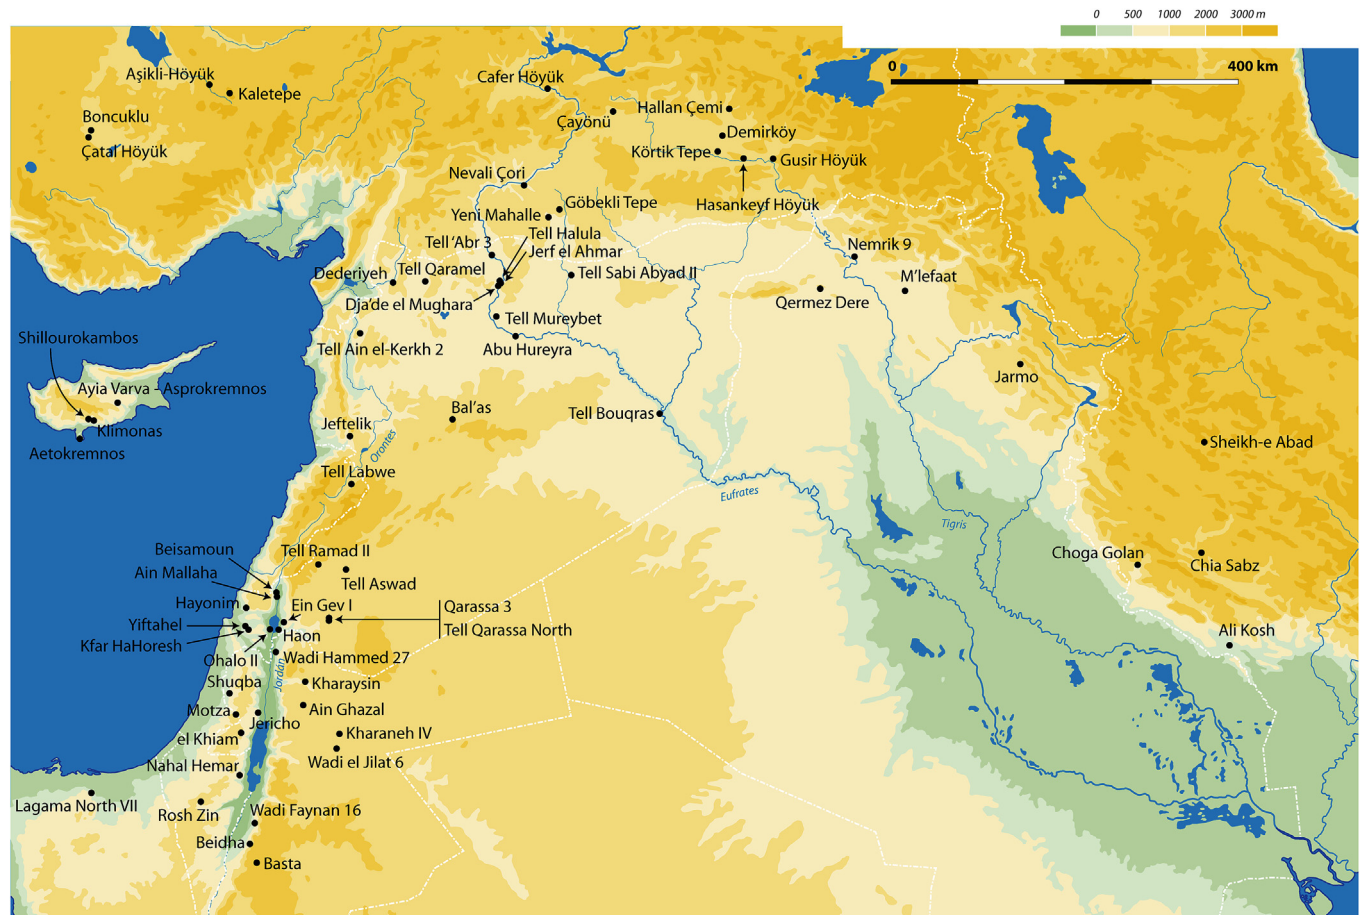 0 500 1000 2000 3000 m
0 400 km
Aşikli-Höyük
Kaletepe
Boncuklu
Çatal Höyük
Cafer Höyük
Çayönü
Hallan Çemi
Demirköy
Körtik Tepe
Gusir Höyük
Hasankeyf Höyük
Nevali Çori
Göbekli Tepe
Yeni Mahalle
Tell Halula
Tell ‘Abr 3
Jerf el Ahmar
Nemrik 9
Dederiyeh
Tell Qaramel
Tell Sabi Abyad II
M’lefaat
Dja’de el Mughara
Qermez Dere
Tell Mureybet
Shillourokambos
Tell Ain el-Kerkh 2
Abu Hureyra
Jarmo
Ayia Varva - Asprokremnos
Bal’as
Tell Bouqras
Klimonas
Jeftelik
Aetokremnos
Orontes
Sheikh-e Abad
Tell Labwe
Eufrates
Tigris
Beisamoun
Tell Ramad II
Choga Golan
Chia Sabz
Ain Mallaha
Tell Aswad
Hayonim
Ein Gev I
Qarassa 3
Yiftahel
Tell Qarassa North
Kfar HaHoresh
Haon
Ali Kosh
Ohalo II
Wadi Hammed 27
Jordán
Shuqba
Kharaysin
Motza
Jericho
Ain Ghazal
el Khiam
Kharaneh IV
Nahal Hemar
Wadi el Jilat 6
Lagama North VII
Rosh Zin
Wadi Faynan 16
Beidha
Basta